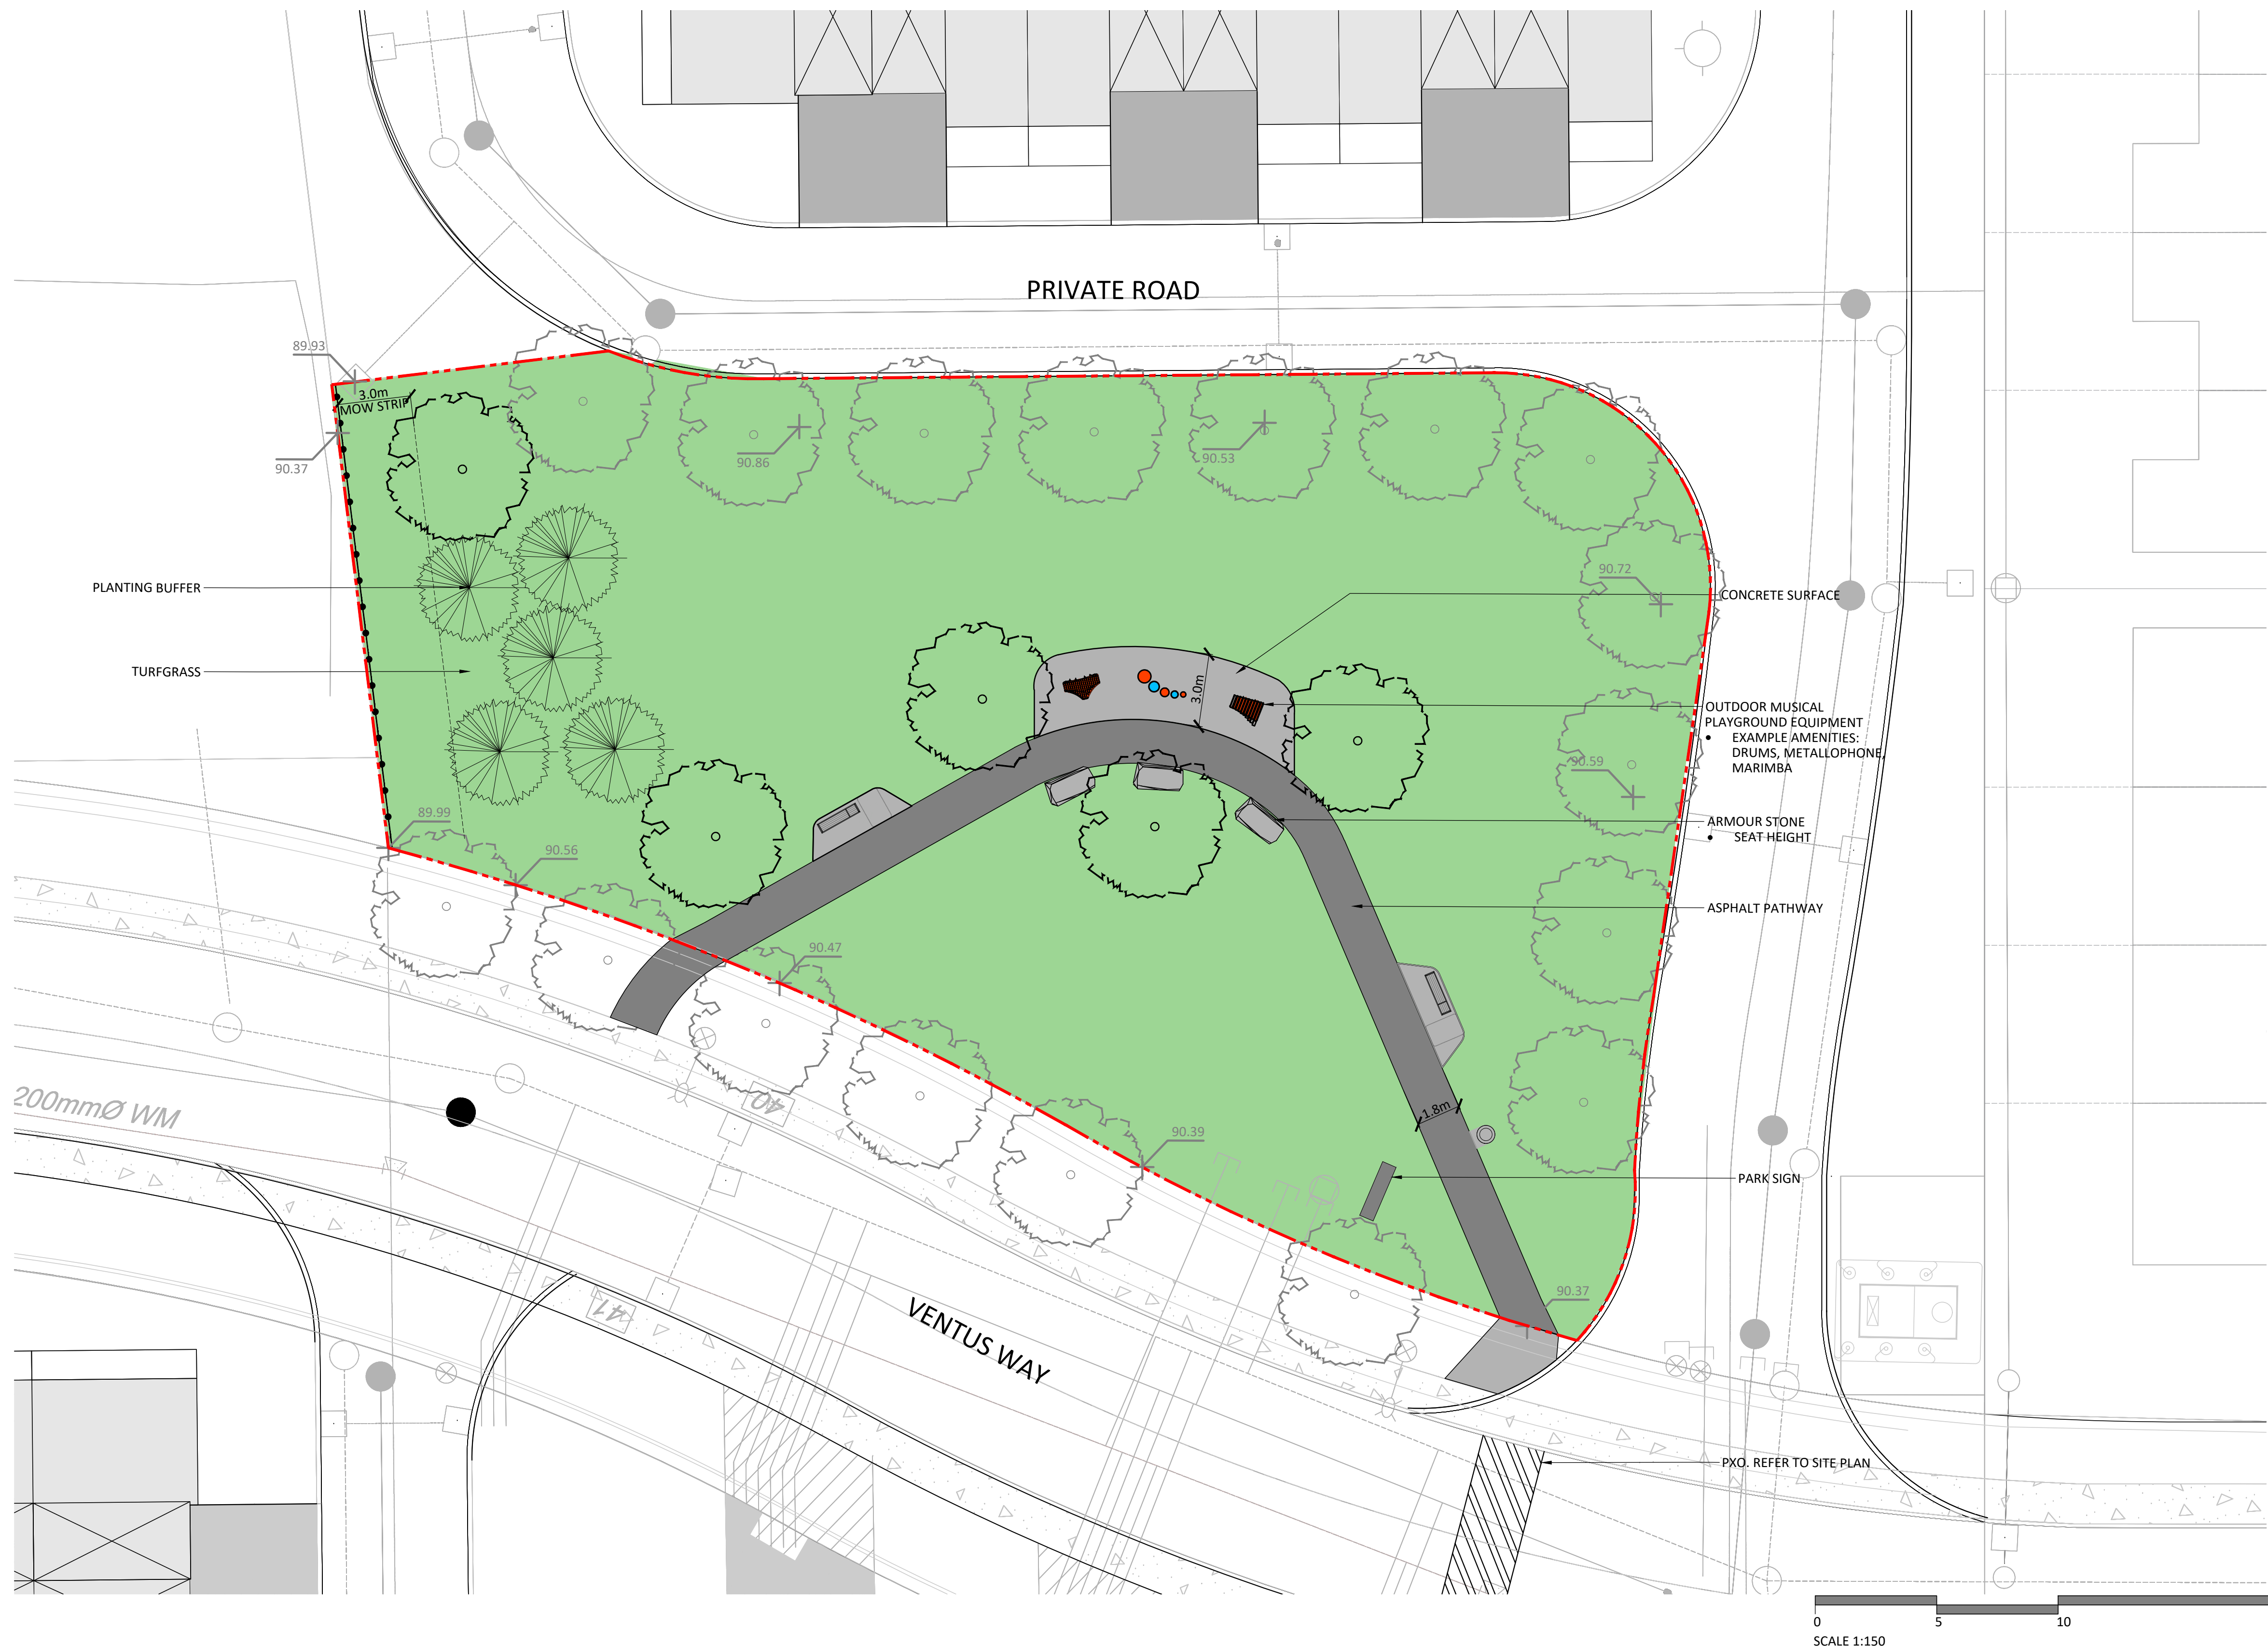 PRIVATE ROAD
89.93
3.0m
MOW STRIP
90.37
90.86
90.53
90.72
PLANTING BUFFER
CONCRETE SURFACE
TURFGRASS
3.0m
OUTDOOR MUSICAL
PLAYGROUND EQUIPMENT
• EXAMPLE AMENITIES:
DRUMS, METALLOPHONE,
MARIMBA
90.59
89.99
ARMOUR STONE
• SEAT HEIGHT
90.56
ASPHALT PATHWAY
90.47
200mmØ WM
40
1.8m
90.39
PARK SIGN
90.37
41
VENTUS WAY
PXO. REFER TO SITE PLAN
0 5 10
SCALE 1:150